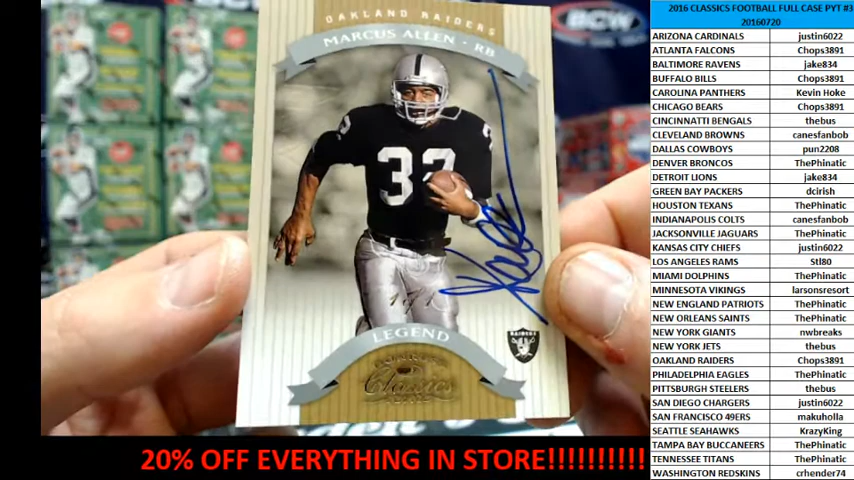 OAKLAND RAIDERS
MARCUS ALLEN - RB
32
1 of 1
LEGEND
RAIDERS
Classics
BCW
20% OFF EVERYTHING IN STORE!!!!!!!!!!
2016 CLASSICS FOOTBALL FULL CASE PYT #3
20160720
ARIZONA CARDINALS justin6022
ATLANTA FALCONS Chops3891
BALTIMORE RAVENS jake834
BUFFALO BILLS Chops3891
CAROLINA PANTHERS Kevin Hoke
CHICAGO BEARS Chops3891
CINCINNATI BENGALS thebus
CLEVELAND BROWNS canesfanbob
DALLAS COWBOYS pun2208
DENVER BRONCOS ThePhinatic
DETROIT LIONS jake834
GREEN BAY PACKERS dcirish
HOUSTON TEXANS ThePhinatic
INDIANAPOLIS COLTS canesfanbob
JACKSONVILLE JAGUARS ThePhinatic
KANSAS CITY CHIEFS justin6022
LOS ANGELES RAMS Stl80
MIAMI DOLPHINS ThePhinatic
MINNESOTA VIKINGS larsonsresort
NEW ENGLAND PATRIOTS ThePhinatic
NEW ORLEANS SAINTS ThePhinatic
NEW YORK GIANTS nwbreaks
NEW YORK JETS thebus
OAKLAND RAIDERS Chops3891
PHILADELPHIA EAGLES ThePhinatic
PITTSBURGH STEELERS thebus
SAN DIEGO CHARGERS justin6022
SAN FRANCISCO 49ERS makuholla
SEATTLE SEAHAWKS KrazyKing
TAMPA BAY BUCCANEERS ThePhinatic
TENNESSEE TITANS ThePhinatic
WASHINGTON REDSKINS crhender74